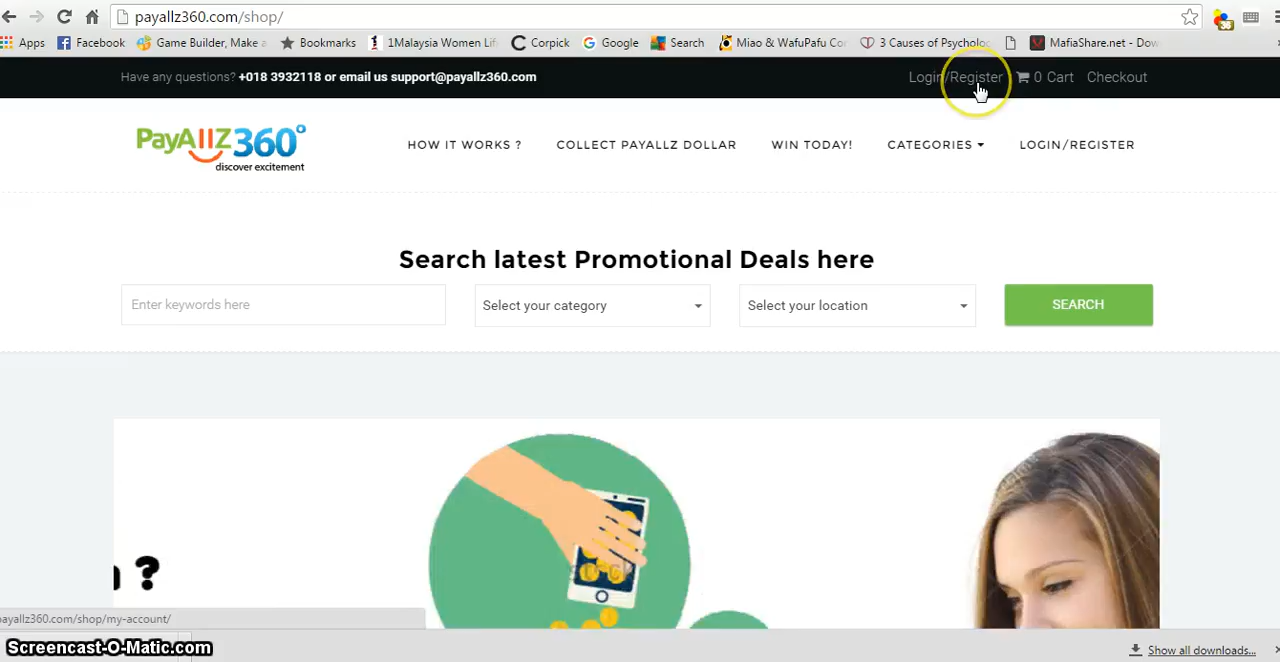 payallz360.com/shop/
Apps Facebook Game Builder, Make a Bookmarks 1Malaysia Women Lif Corpick Google Search Miao & WafuPafu Co 3 Causes of Psycholo MafiaShare.net - Dow
Have any questions? +018 3932118 or email us support@payallz360.com Login/Register 0 Cart Checkout
PayAllZ360° HOW IT WORKS ? COLLECT PAYALLZ DOLLAR WIN TODAY! CATEGORIES LOGIN/REGISTER
discover excitement
Search latest Promotional Deals here
Enter keywords here Select your category Select your location SEARCH
?
payallz360.com/shop/my-account/
Screencast-O-Matic.com Show all downloads...